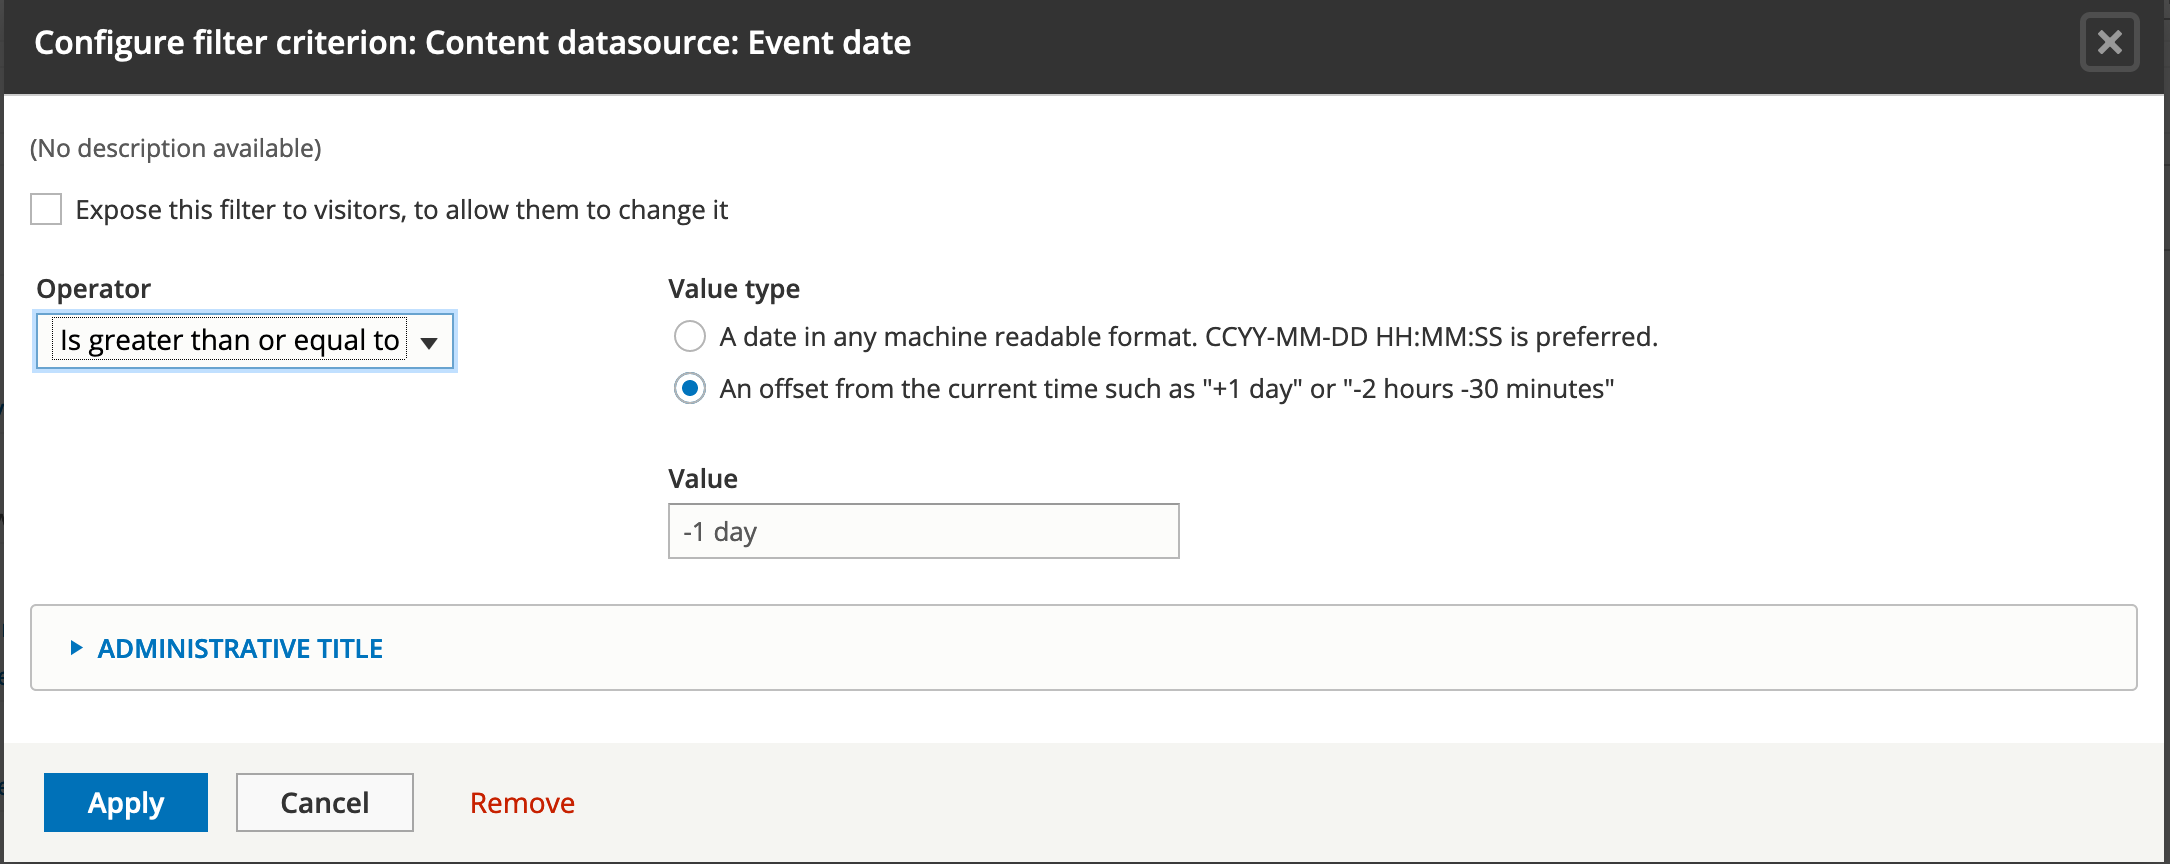 Configure filter criterion: Content datasource: Event date
(No description available)
Expose this filter to visitors, to allow them to change it
Operator
Is greater than or equal to
Value type
A date in any machine readable format. CCYY-MM-DD HH:MM:SS is preferred.
An offset from the current time such as "+1 day" or "-2 hours -30 minutes"
Value
-1 day
ADMINISTRATIVE TITLE
Apply
Cancel
Remove